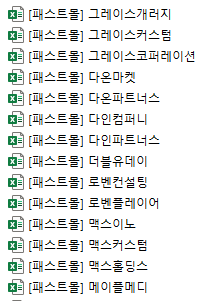 [패스트몰] 그레이스개러지
[패스트몰] 그레이스커스텀
[패스트몰] 그레이스코퍼레이션
[패스트몰] 다온마켓
[패스트몰] 다온파트너스
[패스트몰] 다인컴퍼니
[패스트몰] 다인파트너스
[패스트몰] 더블유데이
[패스트몰] 로벤컨설팅
[패스트몰] 로벤플레이어
[패스트몰] 맥스이노
[패스트몰] 맥스커스텀
[패스트몰] 맥스홀딩스
[패스트몰] 메이플메디